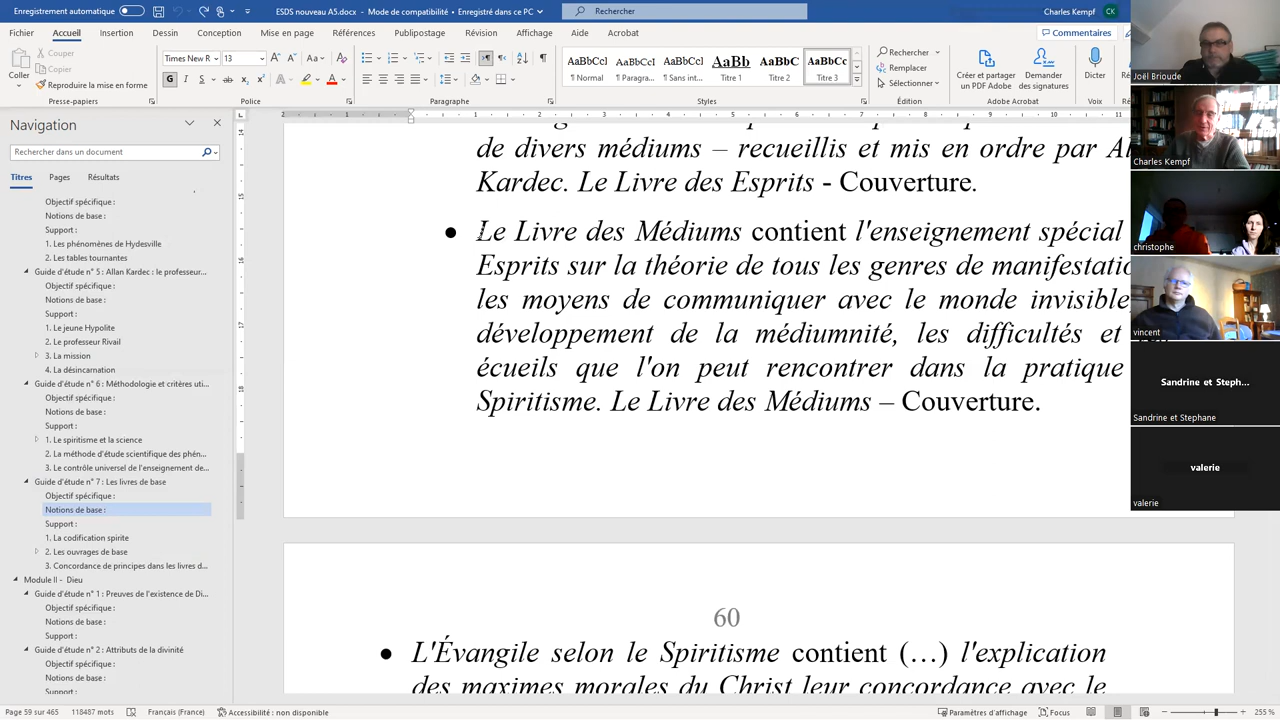 Enregistrement automatique
ESDS nouveau A5.docx - Mode de compatibilité • Enregistré dans ce PC
Rechercher
Charles Kempf CK
Fichier Accueil Insertion Dessin Conception Mise en page Références Publipostage Révision Affichage Aide Acrobat
Commentaires
Coller
Couper
Copier
Reproduire la mise en forme
Presse-papiers
Times New R 13
G I S ab x₂ x²
Police
Paragraphe
AaBbCcI AaBbCcI AaBbCcI AaBb AaBbC AaBbCc
¶ Normal ¶ Paragra... ¶ Sans int... Titre 1 Titre 2 Titre 3
Styles
Rechercher
Remplacer
Sélectionner
Édition
Créer et partager un PDF Adobe
Demander des signatures
Adobe Acrobat
Dicter
Voix
Navigation
Rechercher dans un document
Titres Pages Résultats
Objectif spécifique :
Notions de base :
Support :
1. Les phénomènes de Hydesville
2. Les tables tournantes
Guide d'étude n° 5 : Allan Kardec : le professeur...
Objectif spécifique :
Notions de base :
Support :
1. Le jeune Hypolite
2. Le professeur Rivail
3. La mission
4. La désincarnation
Guide d'étude n° 6 : Méthodologie et critères uti...
Objectif spécifique :
Notions de base :
Support :
1. Le spiritisme et la science
2. La méthode d'étude scientifique des phén...
3. Le contrôle universel de l'enseignement de...
Guide d'étude n° 7 : Les livres de base
Objectif spécifique :
Notions de base :
Support :
1. La codification spirite
2. Les ouvrages de base
3. Concordance de principes dans les livres d...
Module II - Dieu
Guide d'étude n° 1 : Preuves de l'existence de Di...
Objectif spécifique :
Notions de base :
Support :
Guide d'étude n° 2 : Attributs de la divinité
Objectif spécifique :
Notions de base :
Support :
de divers médiums – recueillis et mis en ordre par Al
Kardec. Le Livre des Esprits - Couverture.
● Le Livre des Médiums contient l'enseignement spécial
Esprits sur la théorie de tous les genres de manifestatio
les moyens de communiquer avec le monde invisible,
développement de la médiumnité, les difficultés et
écueils que l'on peut rencontrer dans la pratique
Spiritisme. Le Livre des Médiums – Couverture.
60
● L'Évangile selon le Spiritisme contient (…) l'explication
des maximes morales du Christ leur concordance avec le
Joël Brioude
Charles Kempf
christophe
vincent
Sandrine et Steph...
Sandrine et Stephane
valerie
valerie
Page 59 sur 465 118487 mots Français (France) Accessibilité : non disponible
Paramètres d'affichage Focus 255 %